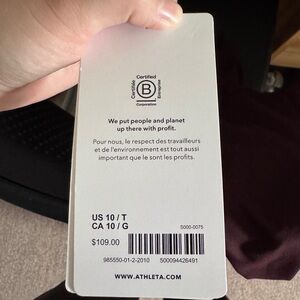 Certified
Certifiée
B
Corporation
Entreprise
We put people and planet
up there with profit.
Pour nous, le respect des travailleurs
et de l'environnement est tout aussi
important que le sont les profits.
US 10 / T
CA 10 / G
S000-0075
$109.00
985550-01-2-2010
500094426491
WWW.ATHLETA.COM